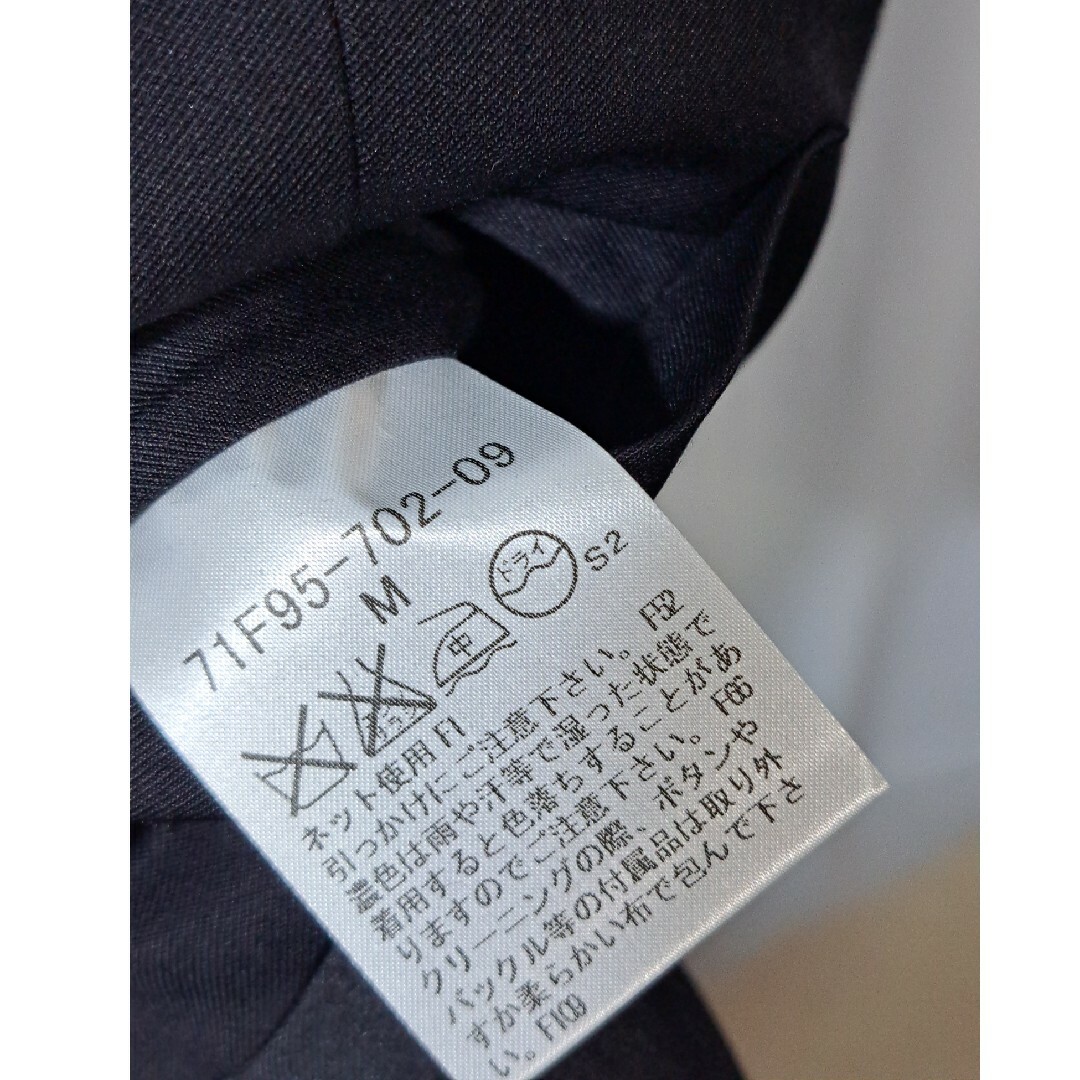 71F95-702-09
M
中
ドライ
S2
ネット使用 F1
引っかけにご注意下さい。 F52
濃色は雨や汗等で湿った状態で
着用すると色落ちすることがあ
りますのでご注意下さい。 F66
クリーニングの際、ボタンや
バックル等の付属品は取り外
すか柔らかい布で包んで下さ
い。F109